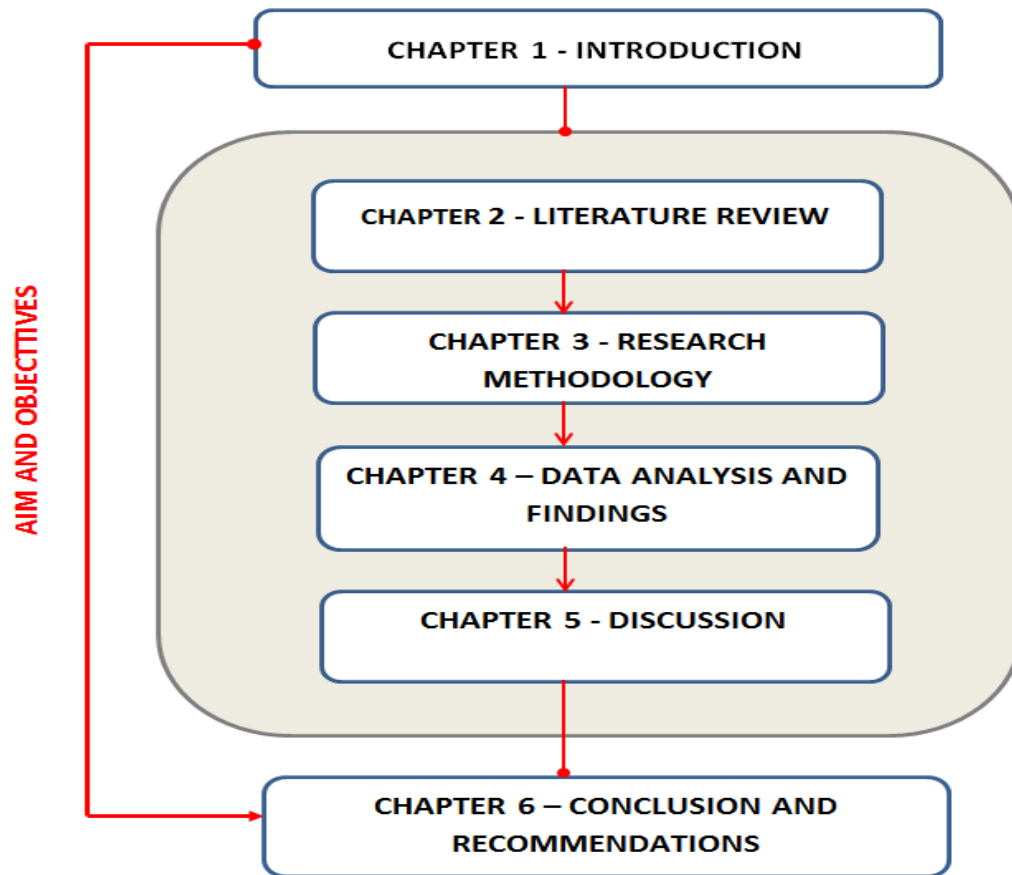 CHAPTER 1 - INTRODUCTION
CHAPTER 2 - LITERATURE REVIEW
CHAPTER 3 - RESEARCH
METHODOLOGY
CHAPTER 4 – DATA ANALYSIS AND
FINDINGS
CHAPTER 5 - DISCUSSION
CHAPTER 6 – CONCLUSION AND
RECOMMENDATIONS
AIM AND OBJECTTIVES